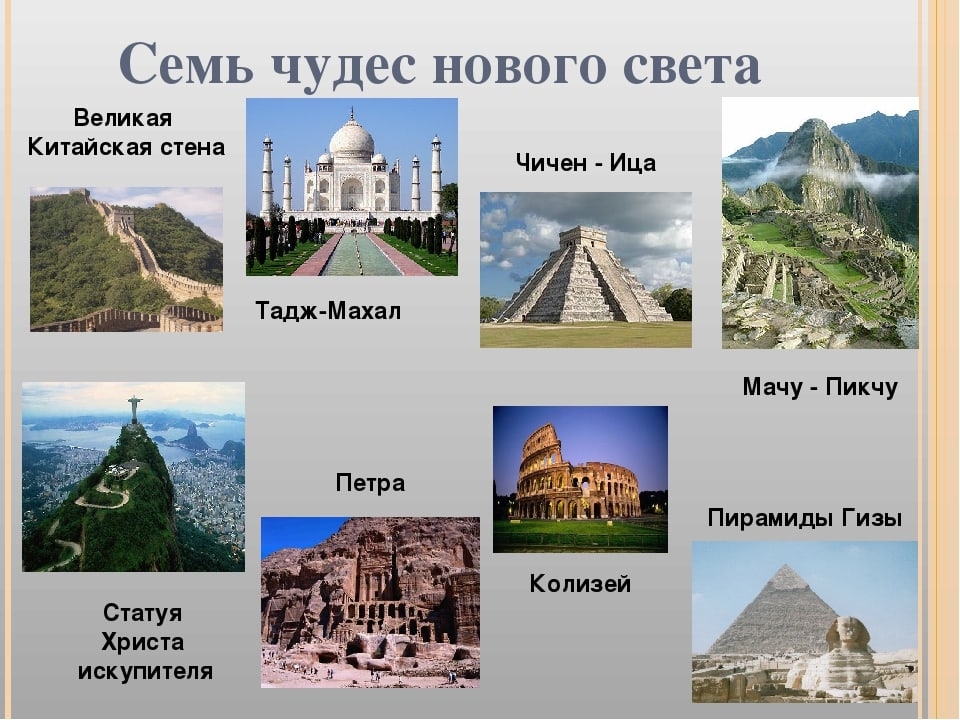 Семь чудес нового света
Великая
Китайская стена
Тадж-Махал
Чичен - Ица
Мачу - Пикчу
Статуя
Христа
искупителя
Петра
Колизей
Пирамиды Гизы